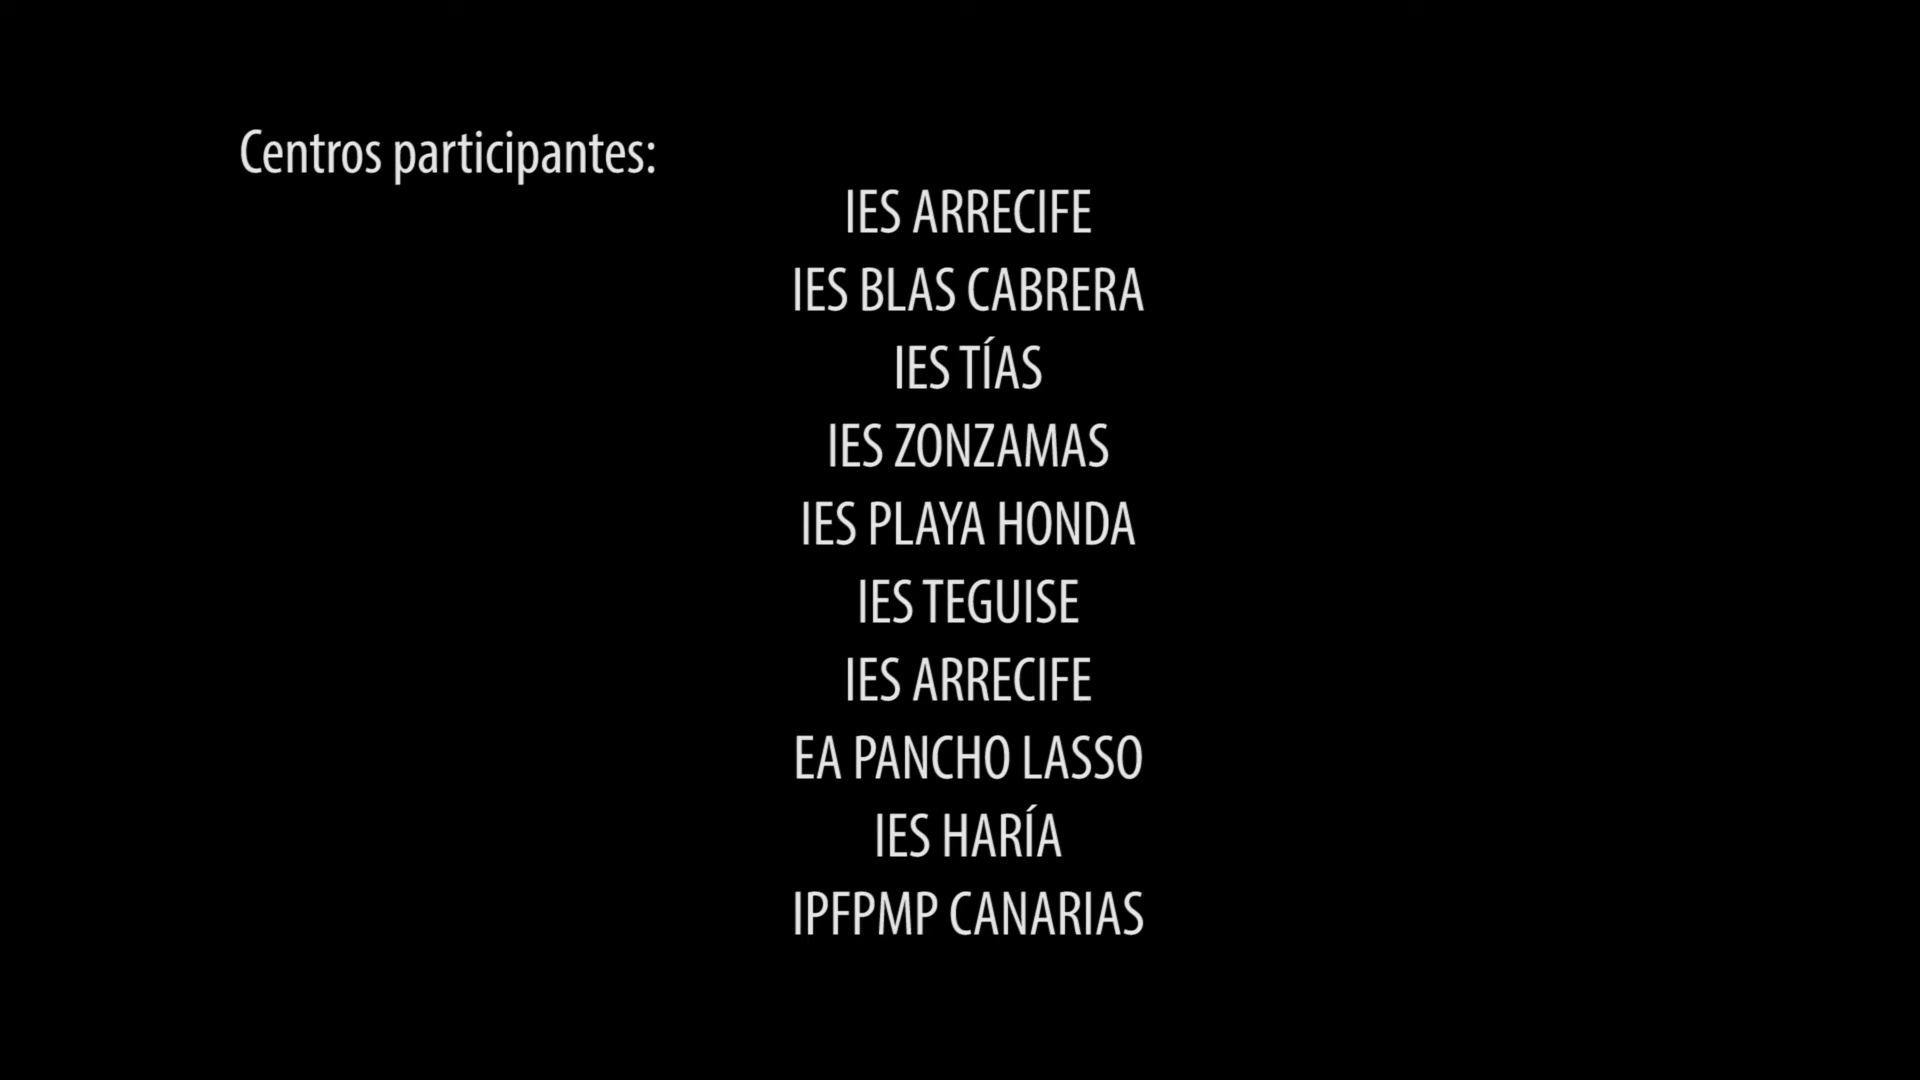 Centros participantes:
IES ARRECIFE
IES BLAS CABRERA
IES TÍAS
IES ZONZAMAS
IES PLAYA HONDA
IES TEGUISE
IES ARRECIFE
EA PANCHO LASSO
IES HARÍA
IPFPMP CANARIAS